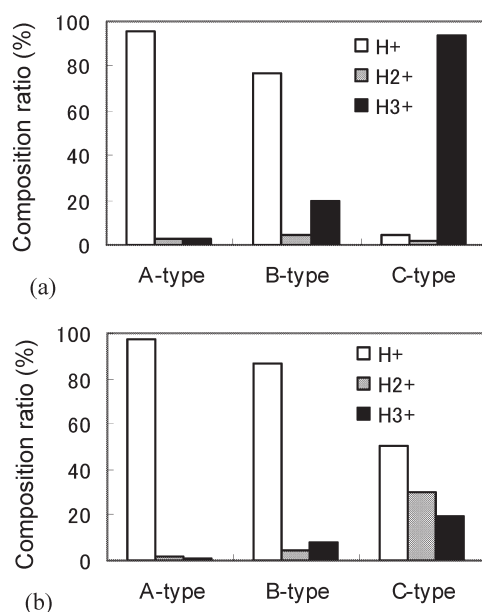 Composition ratio (%)
100
80
60
40
20
0
H+
H2+
H3+
A-type
B-type
C-type
(a)
Composition ratio (%)
100
80
60
40
20
0
H+
H2+
H3+
A-type
B-type
C-type
(b)